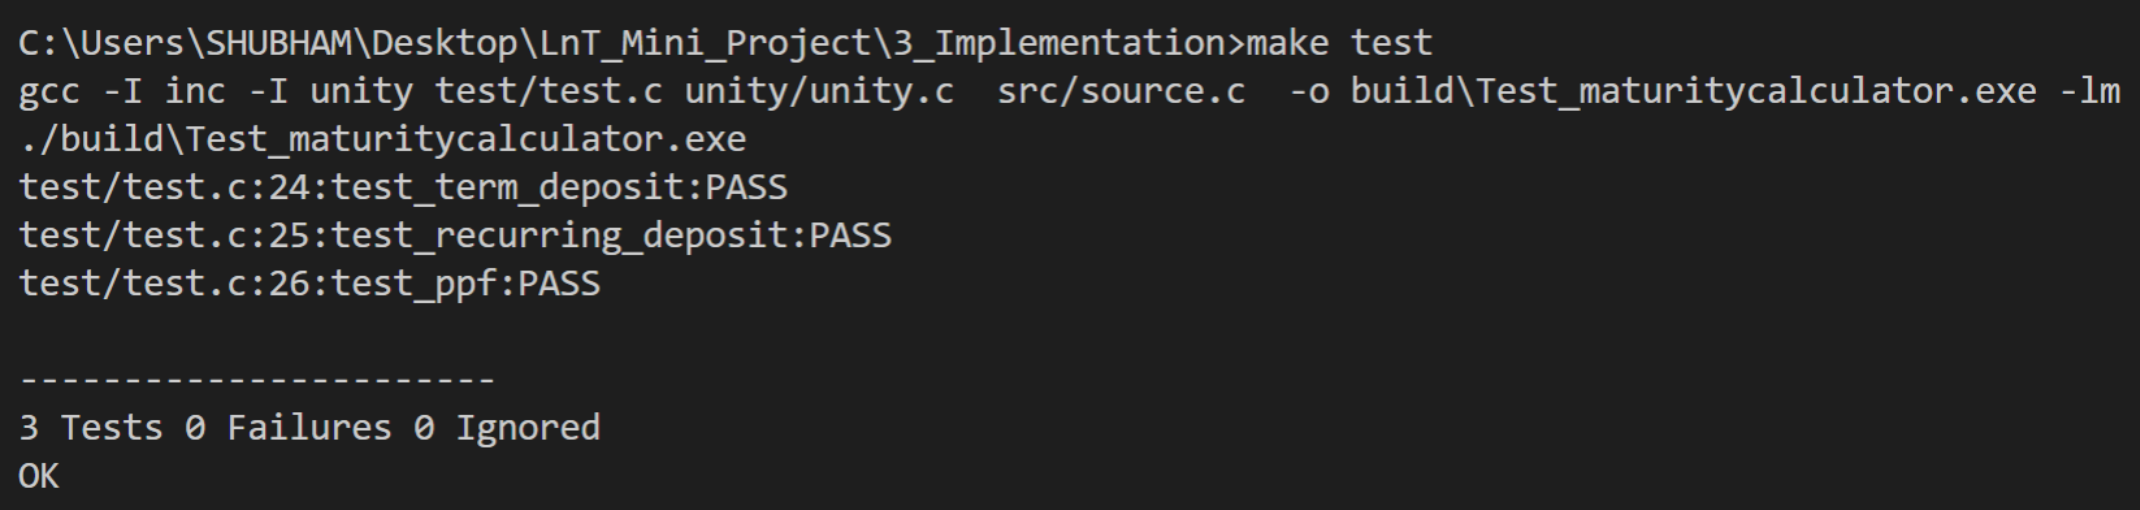 C:\Users\SHUBHAM\Desktop\LnT_Mini_Project\3_Implementation>make test
gcc -I inc -I unity test/test.c unity/unity.c  src/source.c  -o build\Test_maturitycalculator.exe -lm
./build\Test_maturitycalculator.exe
test/test.c:24:test_term_deposit:PASS
test/test.c:25:test_recurring_deposit:PASS
test/test.c:26:test_ppf:PASS

-----------------------
3 Tests 0 Failures 0 Ignored
OK